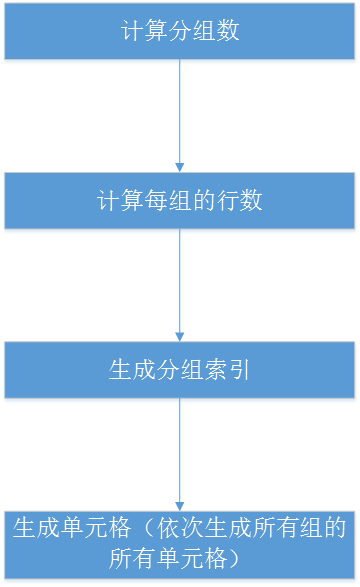 计算分组数
计算每组的行数
生成分组索引
生成单元格（依次生成所有组的
所有单元格）